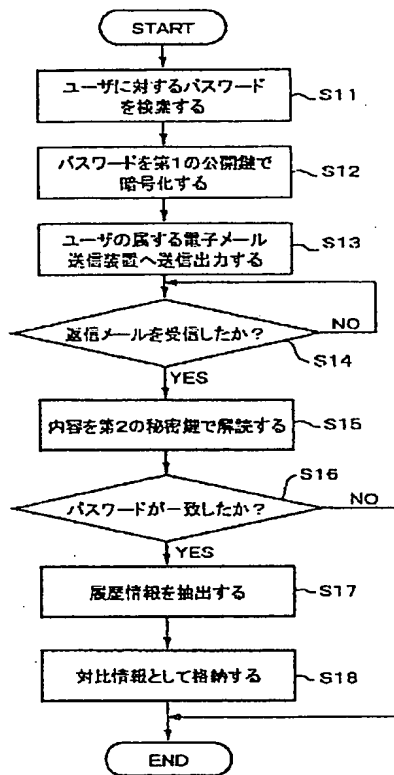 START
ユーザに対するパスワード
を検索する
S11
パスワードを第1の公開鍵で
暗号化する
S12
ユーザの属する電子メール
送信装置へ送信出力する
S13
返信メールを受信したか?
NO
S14
YES
内容を第2の秘密鍵で解読する
S15
S16
パスワードが一致したか?
NO
YES
履歴情報を抽出する
S17
対比情報として格納する
S18
END